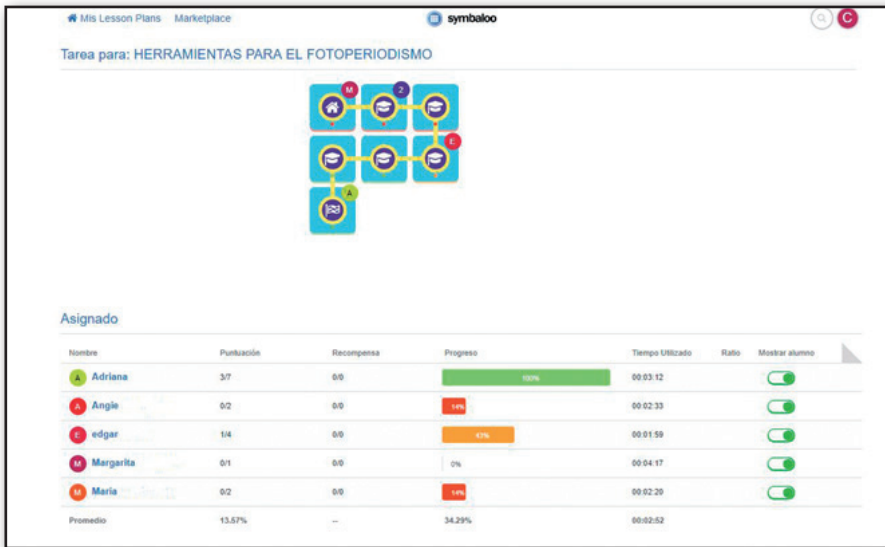 Mis Lesson Plans Marketplace symbaloo C
Tarea para: HERRAMIENTAS PARA EL FOTOPERIODISMO
M 2
E
A
Asignado
Nombre Puntuación Recompensa Progreso Tiempo Utilizado Ratio Mostrar alumno
A Adriana 3/7 0/0 100% 00:03:12
A Angie 0/2 0/0 14% 00:02:33
E edgar 1/4 0/0 43% 00:01:59
M Margarita 0/1 0/0 0% 00:04:17
M Maria 0/2 0/0 14% 00:02:20
Promedio 13.57% -- 34.29% 00:02:52